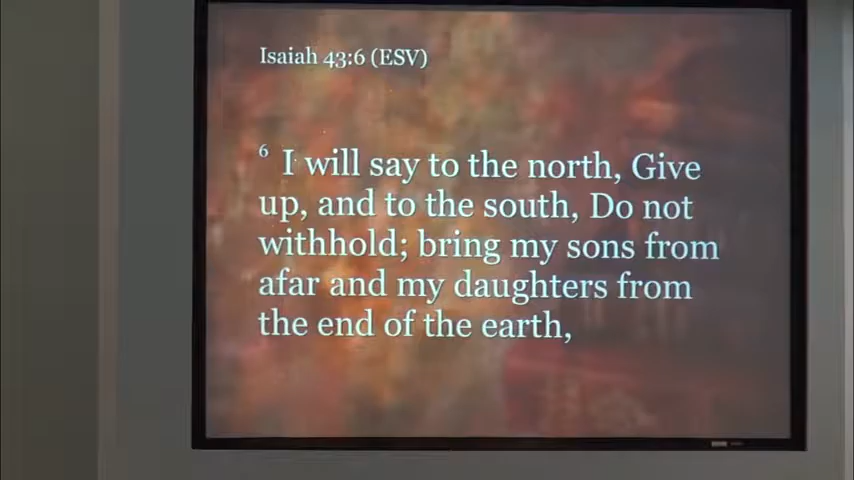 Isaiah 43:6 (ESV)
6 I will say to the north, Give
up, and to the south, Do not
withhold; bring my sons from
afar and my daughters from
the end of the earth,